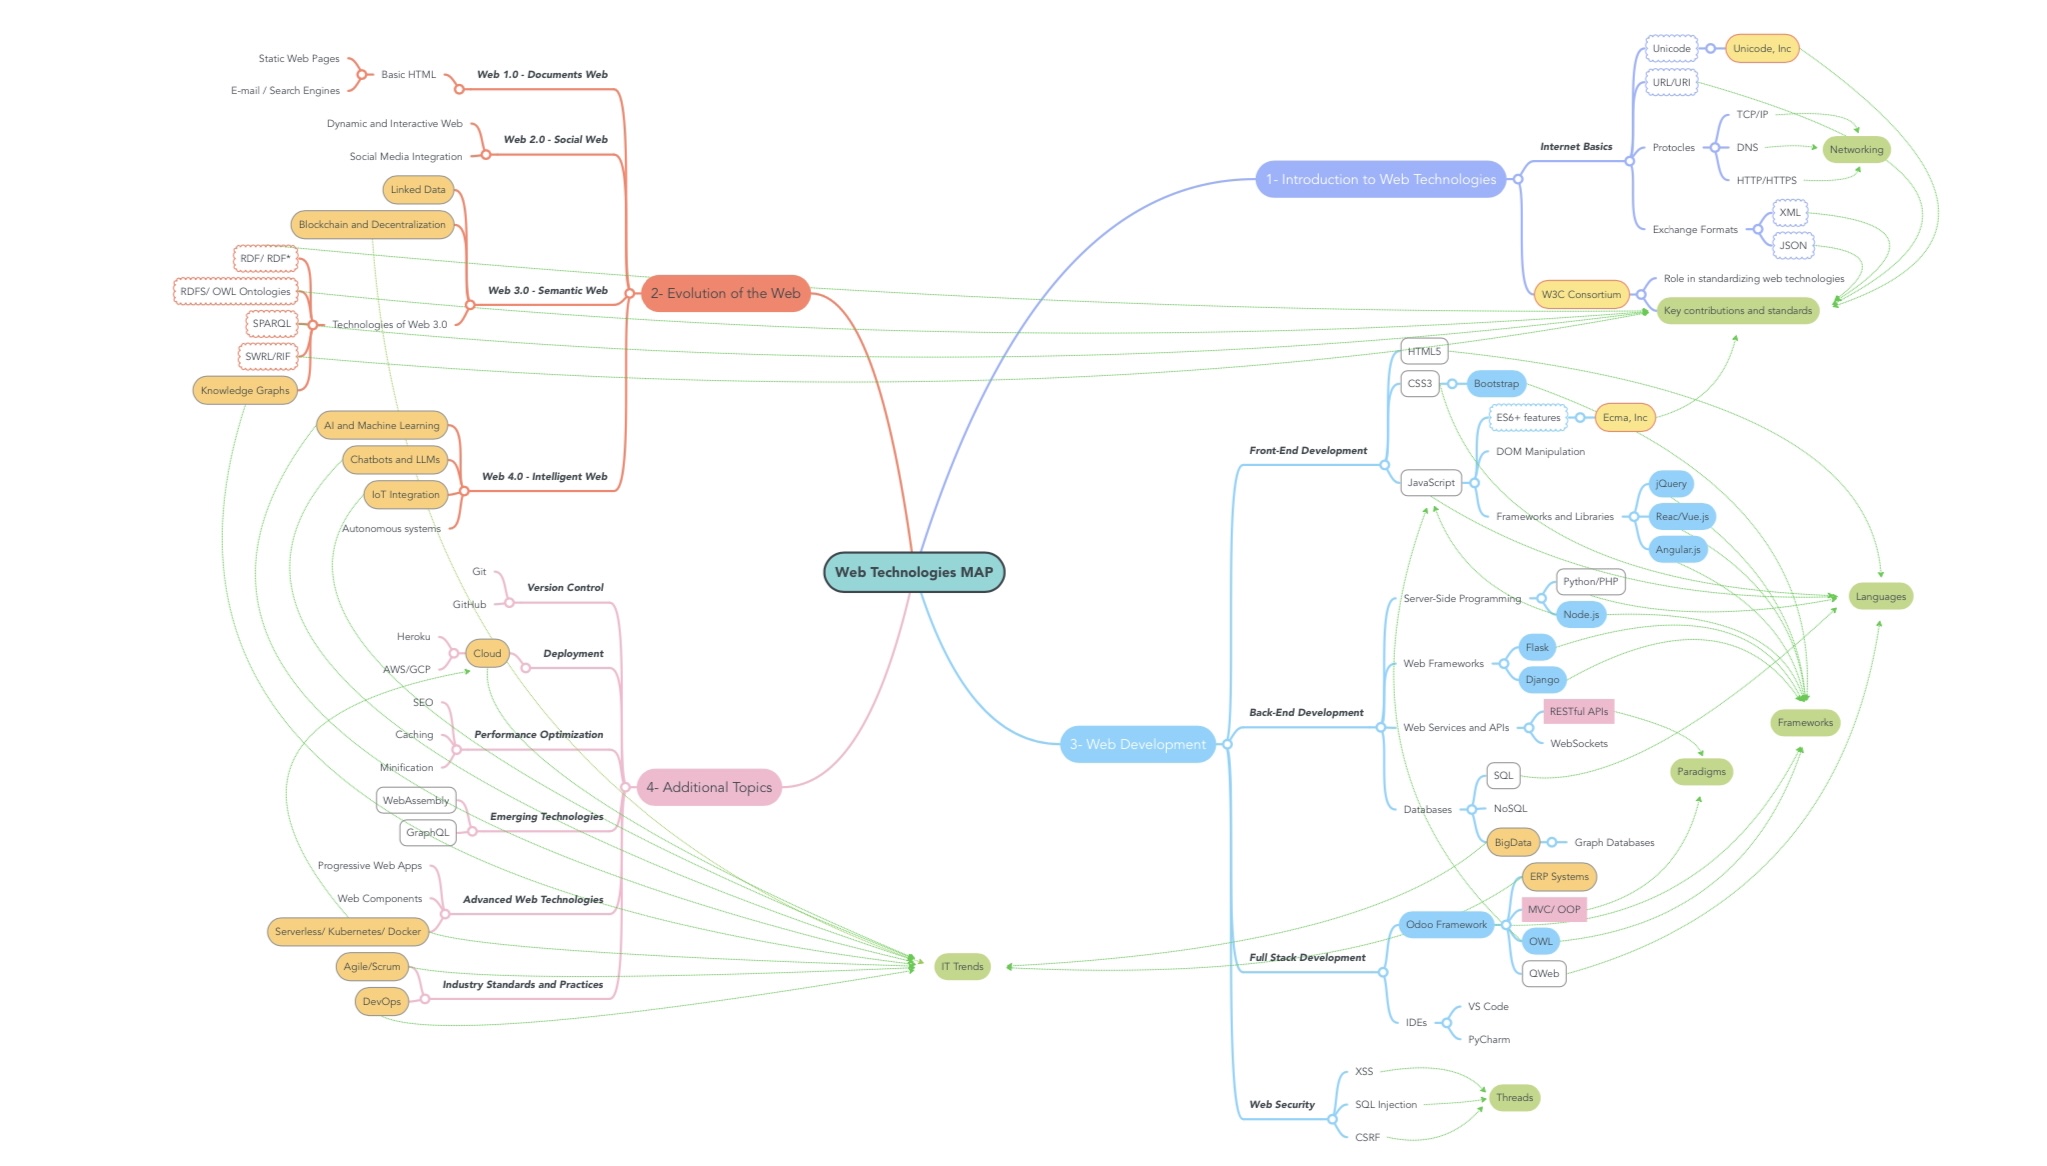 Web Technologies MAP
1- Introduction to Web Technologies
Internet Basics
Unicode
Unicode, Inc
URL/URI
Protocles
TCP/IP
DNS
HTTP/HTTPS
Networking
Exchange Formats
XML
JSON
W3C Consortium
Role in standardizing web technologies
Key contributions and standards
2- Evolution of the Web
Web 1.0 - Documents Web
Basic HTML
Static Web Pages
E-mail / Search Engines
Web 2.0 - Social Web
Dynamic and Interactive Web
Social Media Integration
Web 3.0 - Semantic Web
Linked Data
Blockchain and Decentralization
Technologies of Web 3.0
RDF/ RDF*
RDFS/ OWL Ontologies
SPARQL
SWRL/RIF
Knowledge Graphs
Web 4.0 - Intelligent Web
AI and Machine Learning
Chatbots and LLMs
IoT Integration
Autonomous systems
3- Web Development
Front-End Development
HTML5
CSS3
Bootstrap
JavaScript
ES6+ features
Ecma, Inc
DOM Manipulation
Frameworks and Libraries
jQuery
Reac/Vue.js
Angular.js
Back-End Development
Server-Side Programming
Python/PHP
Node.js
Web Frameworks
Flask
Django
Web Services and APIs
RESTful APIs
WebSockets
Databases
SQL
NoSQL
BigData
Graph Databases
Full Stack Development
Odoo Framework
ERP Systems
MVC/ OOP
OWL
QWeb
IDEs
VS Code
PyCharm
Web Security
XSS
SQL Injection
CSRF
Threads
Languages
Frameworks
Paradigms
4- Additional Topics
Version Control
Git
GitHub
Deployment
Cloud
Heroku
AWS/GCP
Performance Optimization
SEO
Caching
Minification
Emerging Technologies
WebAssembly
GraphQL
Advanced Web Technologies
Progressive Web Apps
Web Components
Serverless/ Kubernetes/ Docker
Industry Standards and Practices
Agile/Scrum
DevOps
IT Trends